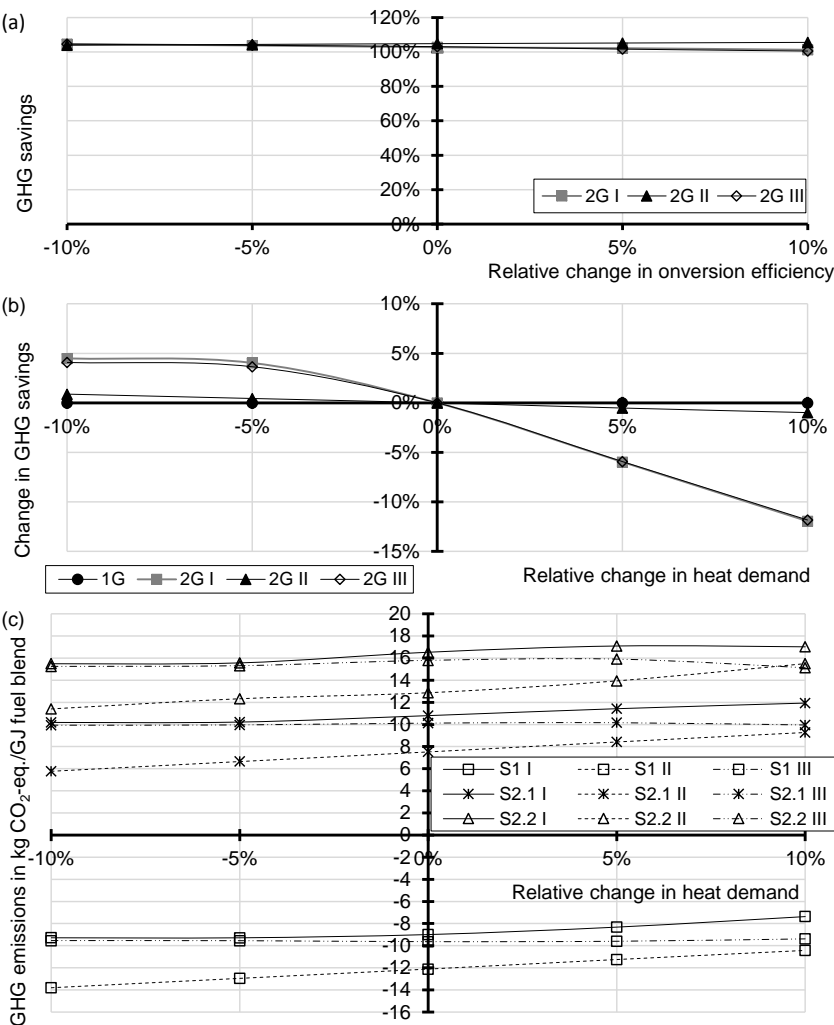 (a)
120%
100%
80%
60%
40%
20%
0%
GHG savings
2G I 2G II 2G III
-10% -5% 0% 5% 10%
Relative change in onversion efficiency
(b)
10%
5%
0%
-5%
-10%
-15%
Change in GHG savings
-10% -5% 0% 5% 10%
1G 2G I 2G II 2G III
Relative change in heat demand
(c)
20
18
16
14
12
10
8
6
4
2
0
-2
-4
-6
-8
-10
-12
-14
-16
GHG emissions in kg CO2-eq./GJ fuel blend
S1 I S1 II S1 III
S2.1 I S2.1 II S2.1 III
S2.2 I S2.2 II S2.2 III
-10% -5% 0% 5% 10%
Relative change in heat demand